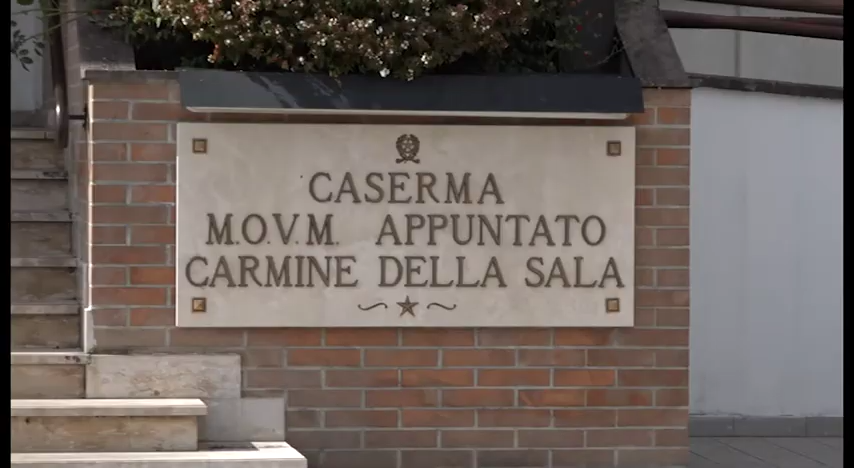 CASERMA
M.O.V.M. APPUNTATO
CARMINE DELLA SALA